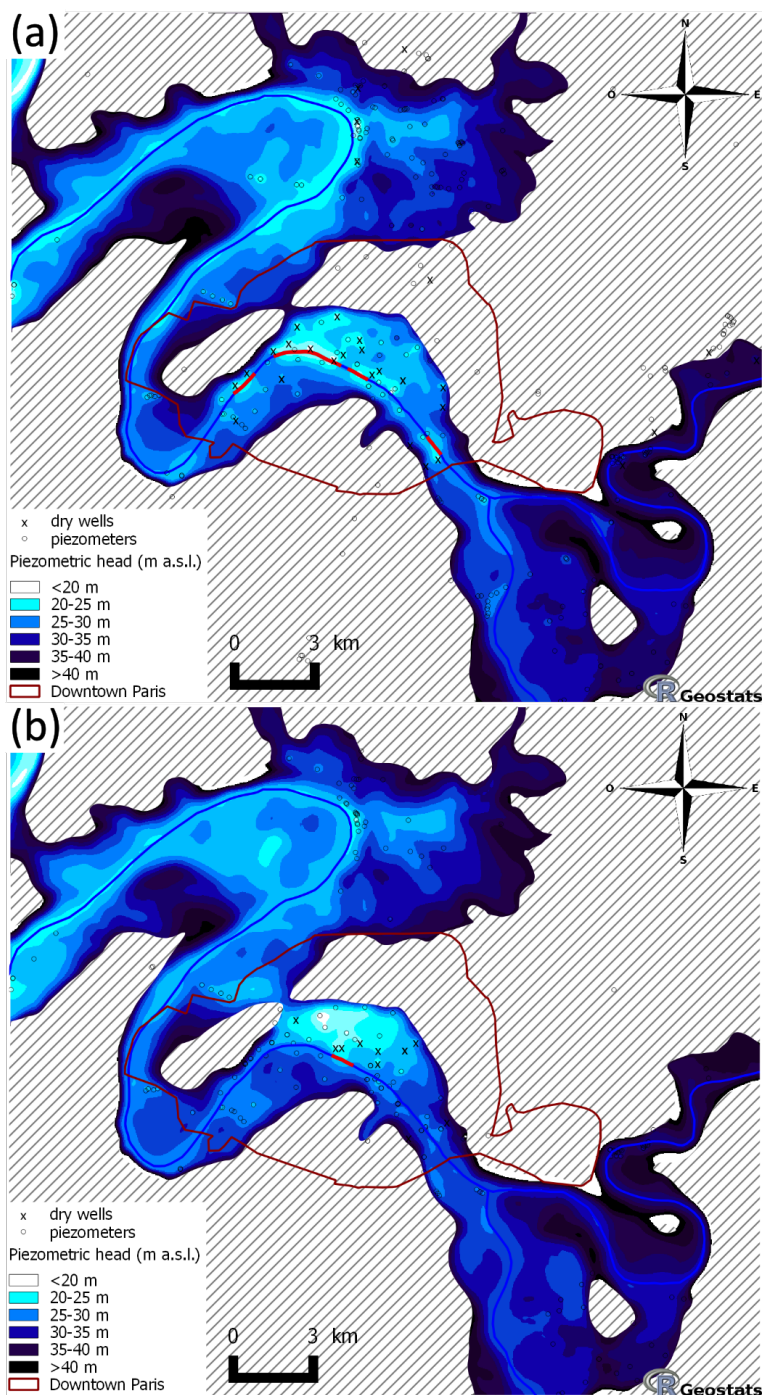 (a)
N
O E
S
x dry wells
o piezometers
Piezometric head (m a.s.l.)
<20 m
20-25 m
25-30 m
30-35 m
35-40 m
>40 m
Downtown Paris
0 3 km
R Geostats
(b)
N
O E
S
x dry wells
o piezometers
Piezometric head (m a.s.l.)
<20 m
20-25 m
25-30 m
30-35 m
35-40 m
>40 m
Downtown Paris
0 3 km
R Geostats